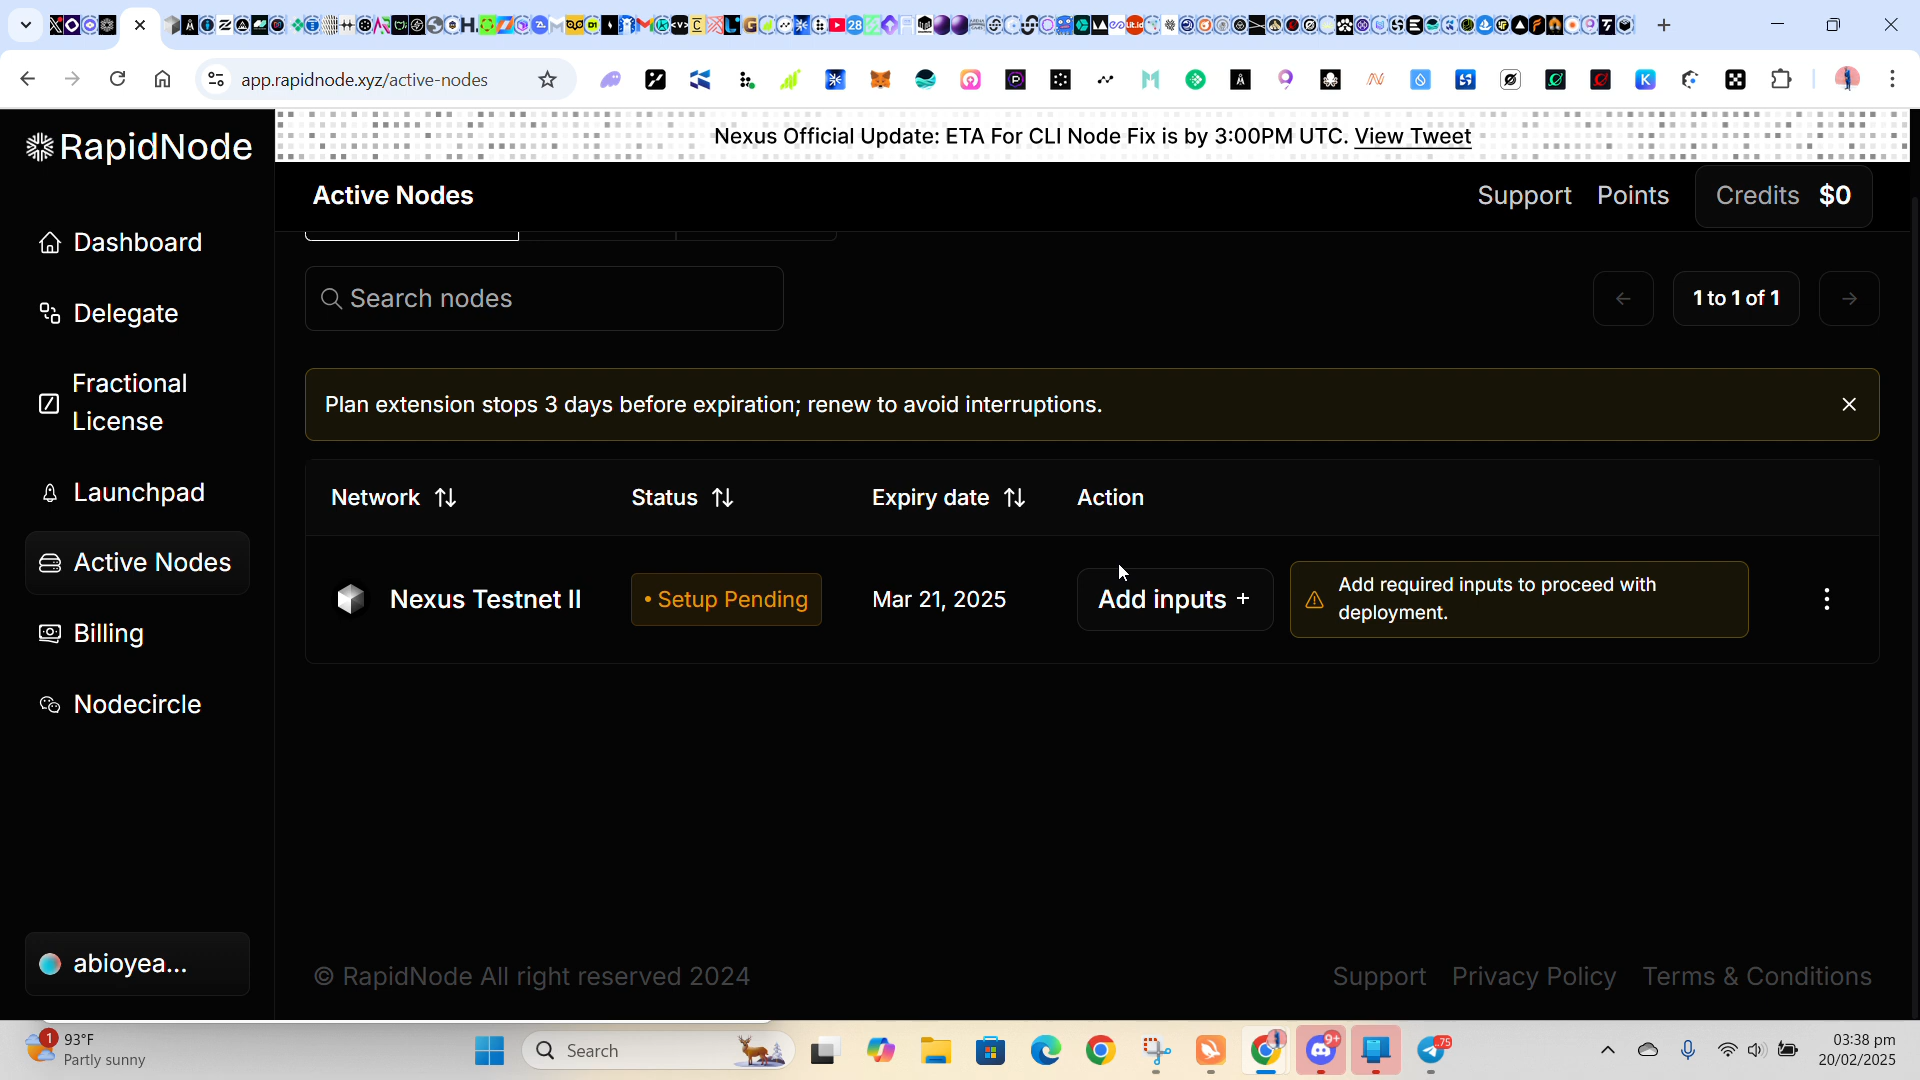 app.rapidnode.xyz/active-nodes
RapidNode
Nexus Official Update: ETA For CLI Node Fix is by 3:00PM UTC. View Tweet
Active Nodes
Support Points Credits $0
Dashboard
Delegate
Fractional
License
Launchpad
Active Nodes
Billing
Nodecircle
abioyea...
Search nodes
1 to 1 of 1
Plan extension stops 3 days before expiration; renew to avoid interruptions.
Network Status Expiry date Action
Nexus Testnet II • Setup Pending Mar 21, 2025 Add inputs +
Add required inputs to proceed with
deployment.
© RapidNode All right reserved 2024
Support Privacy Policy Terms & Conditions
1
93°F
Partly sunny
Search
9+
75
03:38 pm
20/02/2025